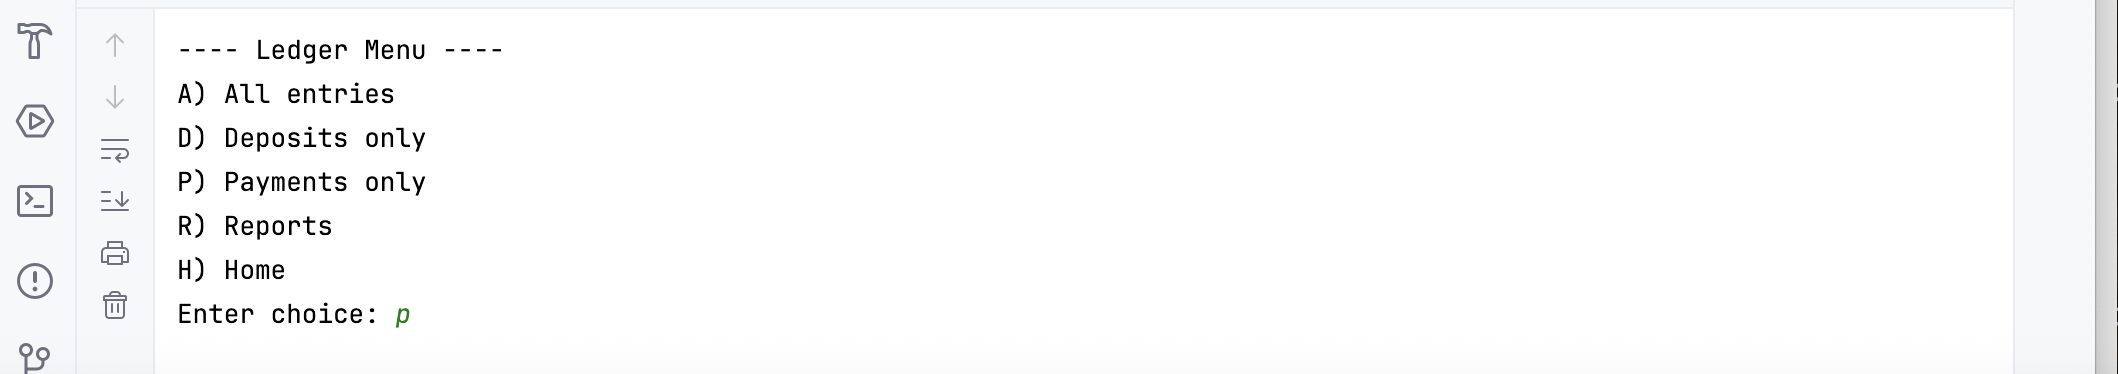 ---- Ledger Menu ----
A) All entries
D) Deposits only
P) Payments only
R) Reports
H) Home
Enter choice: p